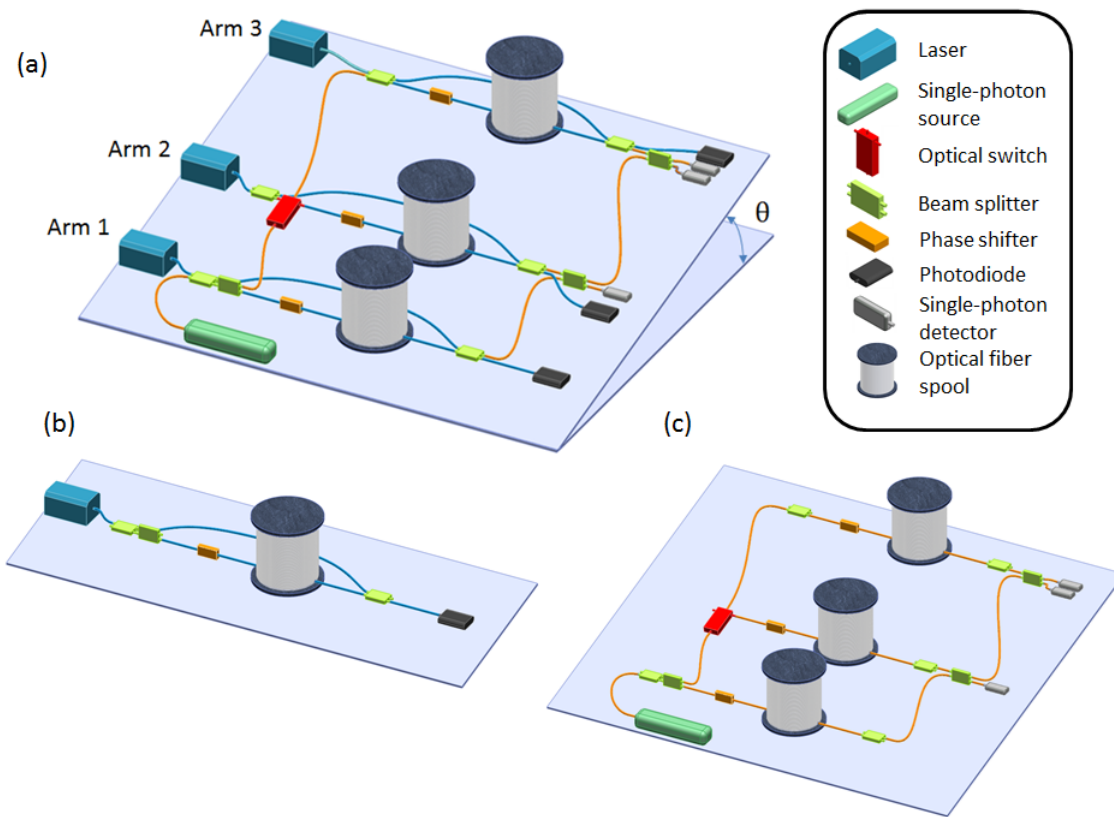 (a)
Arm 3
Arm 2
Arm 1
θ
Laser
Single-photon
source
Optical switch
Beam splitter
Phase shifter
Photodiode
Single-photon
detector
Optical fiber
spool
(b)
(c)